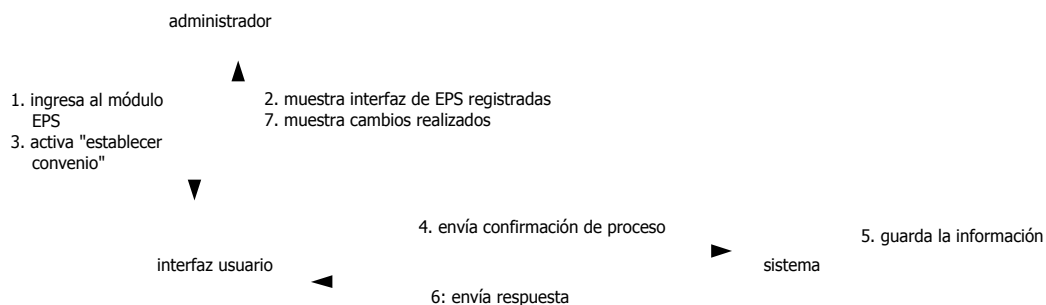 administrador
1. ingresa al módulo
EPS
3. activa "establecer
convenio"
2. muestra interfaz de EPS registradas
7. muestra cambios realizados
4. envía confirmación de proceso
5. guarda la información
interfaz usuario
sistema
6: envía respuesta